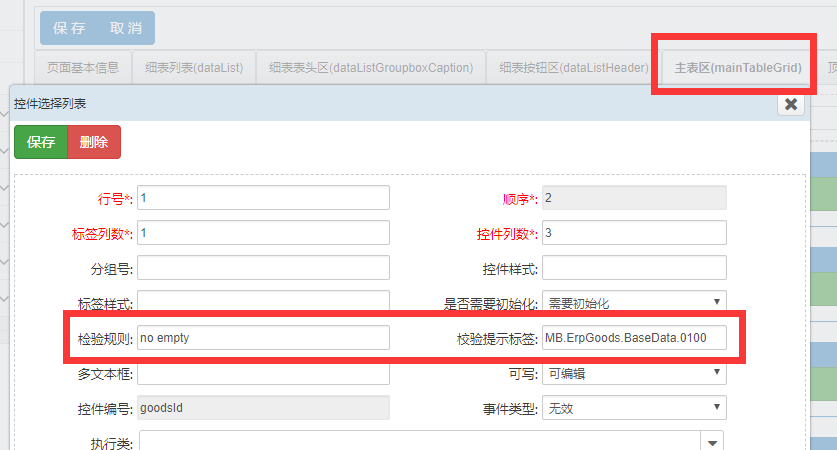 保存 取消
页面基本信息 细表列表(dataList) 细表表头区(dataListGroupboxCaption) 细表按钮区(dataListHeader) 主表区(mainTableGrid)
控件选择列表
保存 删除
行号*: 1 顺序*: 2
标签列数*: 1 控件列数*: 3
分组号: 控件样式:
标签样式: 是否需要初始化: 需要初始化
检验规则: no empty 校验提示标签: MB.ErpGoods.BaseData.0100
多文本框: 可写: 可编辑
控件编号: goodsId 事件类型: 无效
执行类: